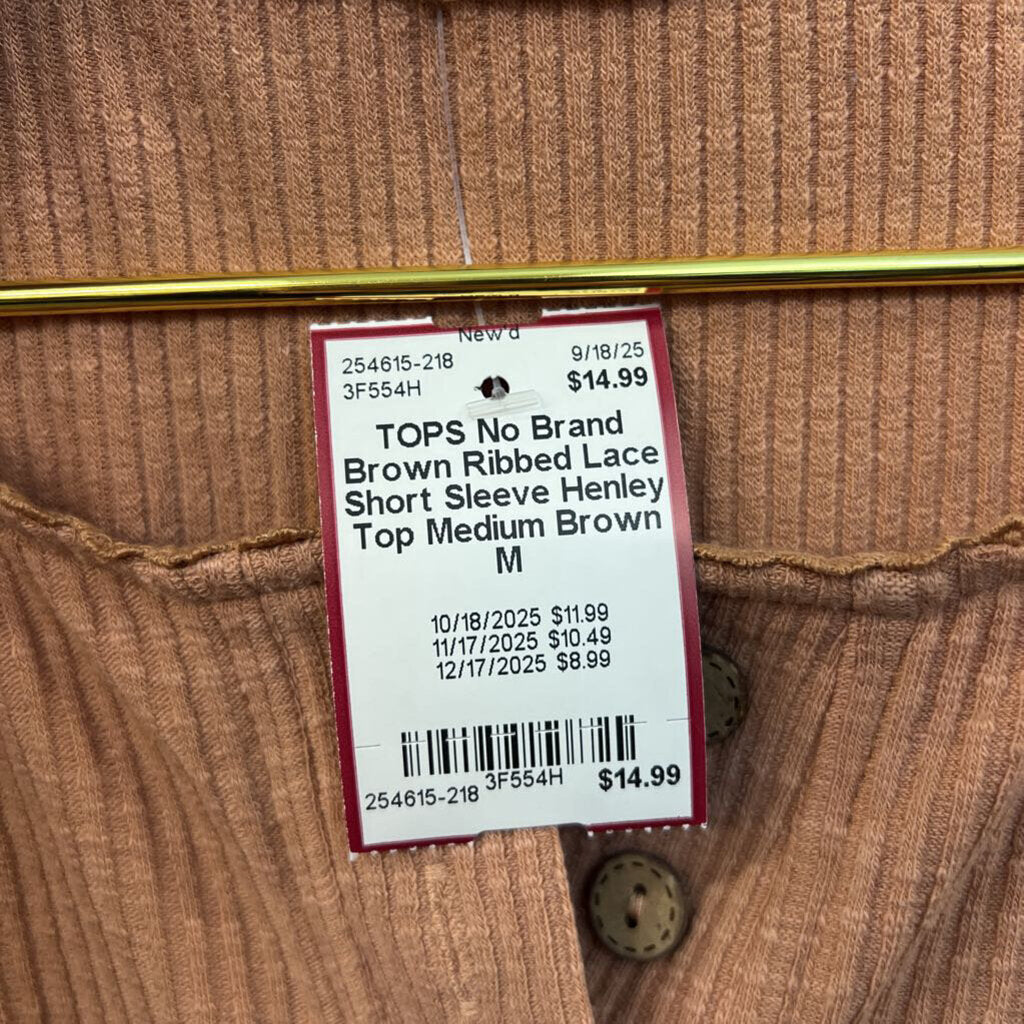 New'd
254615-218 9/18/25
3F554H $14.99
TOPS No Brand
Brown Ribbed Lace
Short Sleeve Henley
Top Medium Brown
M
10/18/2025 $11.99
11/17/2025 $10.49
12/17/2025 $8.99
254615-218 3F554H $14.99